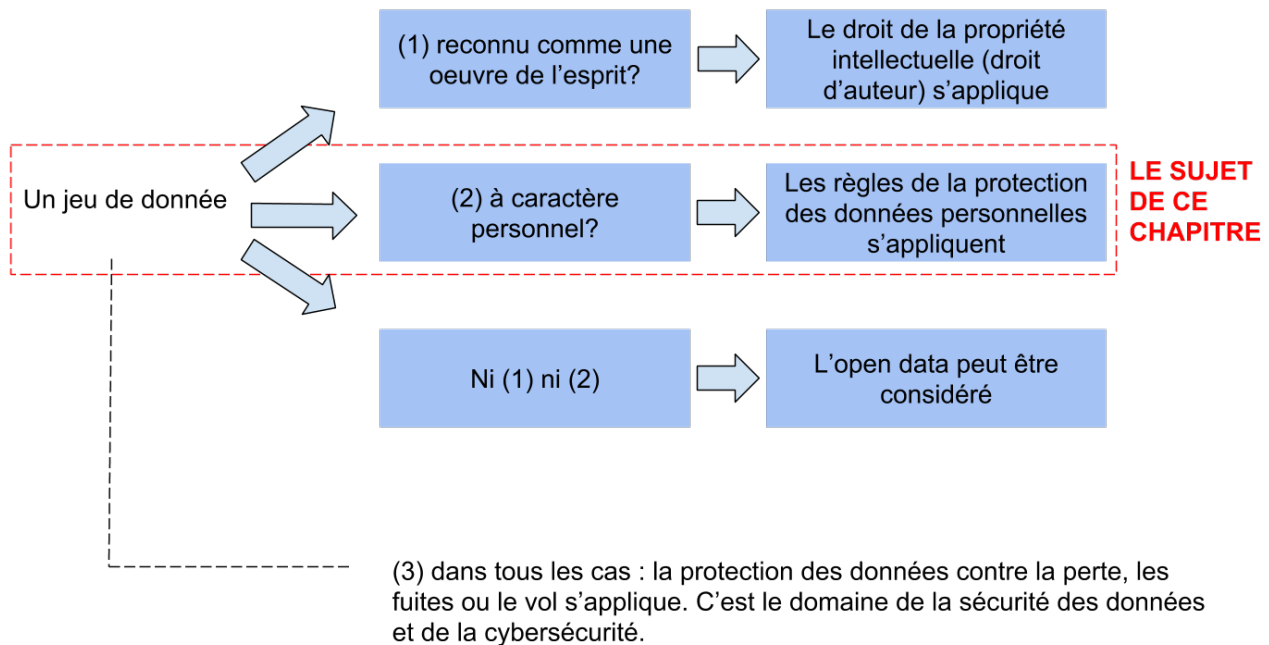 (1) reconnu comme une
oeuvre de l'esprit?
Le droit de la propriété
intellectuelle (droit
d'auteur) s'applique
Un jeu de donnée
(2) à caractère
personnel?
Les règles de la protection
des données personnelles
s'appliquent
LE SUJET
DE CE
CHAPITRE
Ni (1) ni (2)
L'open data peut être
considéré
(3) dans tous les cas : la protection des données contre la perte, les
fuites ou le vol s'applique. C'est le domaine de la sécurité des données
et de la cybersécurité.